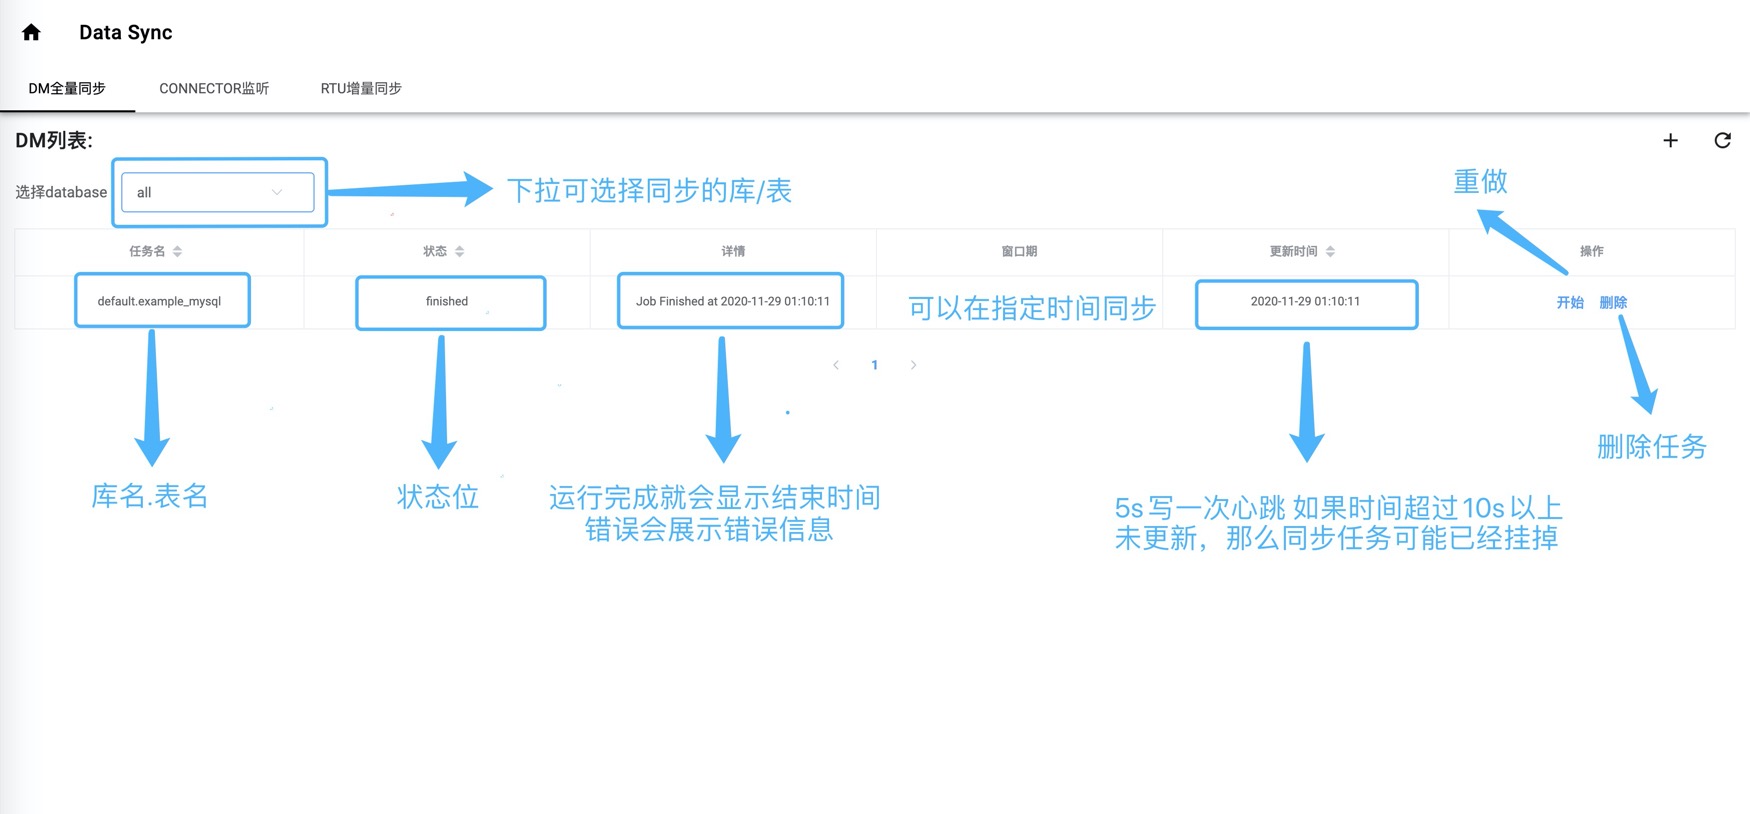 Data Sync
DM全量同步 CONNECTOR监听 RTU增量同步
DM列表:
选择database all
下拉可选择同步的库/表
重做
任务名 状态 详情 窗口期 更新时间 操作
default.example_mysql finished Job Finished at 2020-11-29 01:10:11 可以在指定时间同步 2020-11-29 01:10:11 开始 删除
1
删除任务
库名.表名
状态位
运行完成就会显示结束时间
错误会展示错误信息
5s写一次心跳 如果时间超过10s以上
未更新，那么同步任务可能已经挂掉